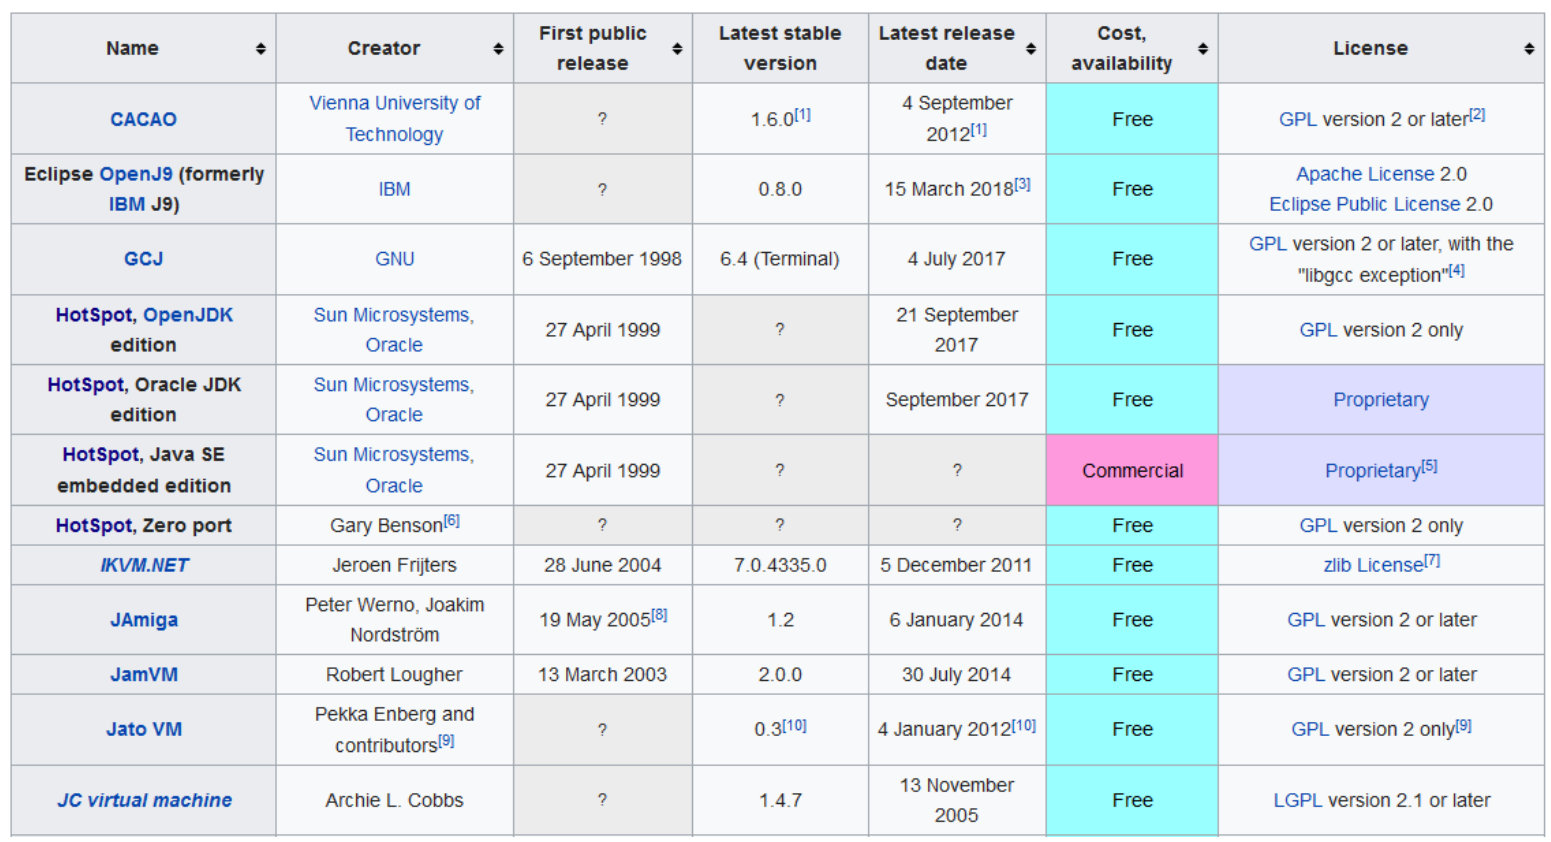 Name
Creator
First public
release
Latest stable
version
Latest release
date
Cost,
availability
License
CACAO
Vienna University of
Technology
?
1.6.0[1]
4 September
2012[1]
Free
GPL version 2 or later[2]
Eclipse OpenJ9 (formerly
IBM J9)
IBM
?
0.8.0
15 March 2018[3]
Free
Apache License 2.0
Eclipse Public License 2.0
GCJ
GNU
6 September 1998
6.4 (Terminal)
4 July 2017
Free
GPL version 2 or later, with the
"libgcc exception"[4]
HotSpot, OpenJDK
edition
Sun Microsystems,
Oracle
27 April 1999
?
21 September
2017
Free
GPL version 2 only
HotSpot, Oracle JDK
edition
Sun Microsystems,
Oracle
27 April 1999
?
September 2017
Free
Proprietary
HotSpot, Java SE
embedded edition
Sun Microsystems,
Oracle
27 April 1999
?
?
Commercial
Proprietary[5]
HotSpot, Zero port
Gary Benson[6]
?
?
?
Free
GPL version 2 only
IKVM.NET
Jeroen Frijters
28 June 2004
7.0.4335.0
5 December 2011
Free
zlib License[7]
JAmiga
Peter Werno, Joakim
Nordström
19 May 2005[8]
1.2
6 January 2014
Free
GPL version 2 or later
JamVM
Robert Lougher
13 March 2003
2.0.0
30 July 2014
Free
GPL version 2 or later
Jato VM
Pekka Enberg and
contributors[9]
?
0.3[10]
4 January 2012[10]
Free
GPL version 2 only[9]
JC virtual machine
Archie L. Cobbs
?
1.4.7
13 November
2005
Free
LGPL version 2.1 or later